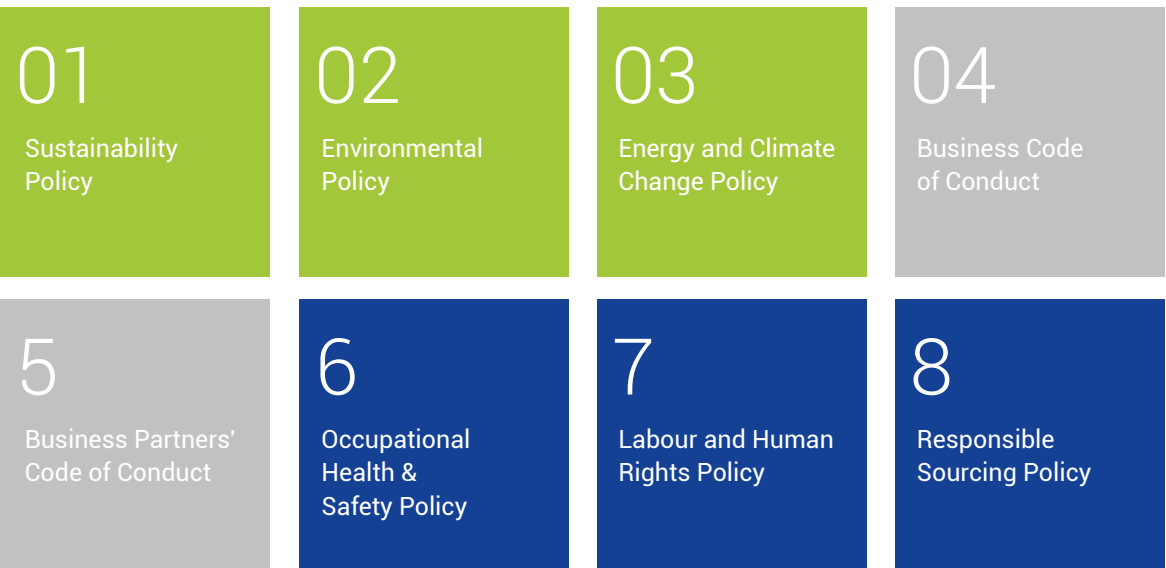 01
Sustainability
Policy
02
Environmental
Policy
03
Energy and Climate
Change Policy
04
Business Code
of Conduct
5
Business Partners'
Code of Conduct
6
Occupational
Health &
Safety Policy
7
Labour and Human
Rights Policy
8
Responsible
Sourcing Policy